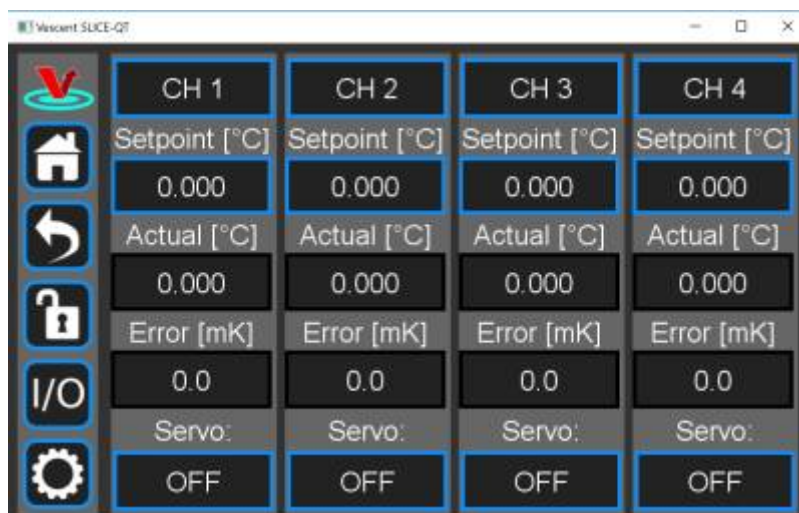 Vescent SLICE-QT
CH 1 CH 2 CH 3 CH 4
Setpoint [°C] Setpoint [°C] Setpoint [°C] Setpoint [°C]
0.000 0.000 0.000 0.000
Actual [°C] Actual [°C] Actual [°C] Actual [°C]
0.000 0.000 0.000 0.000
Error [mK] Error [mK] Error [mK] Error [mK]
I/O 0.0 0.0 0.0 0.0
Servo: Servo: Servo: Servo:
OFF OFF OFF OFF